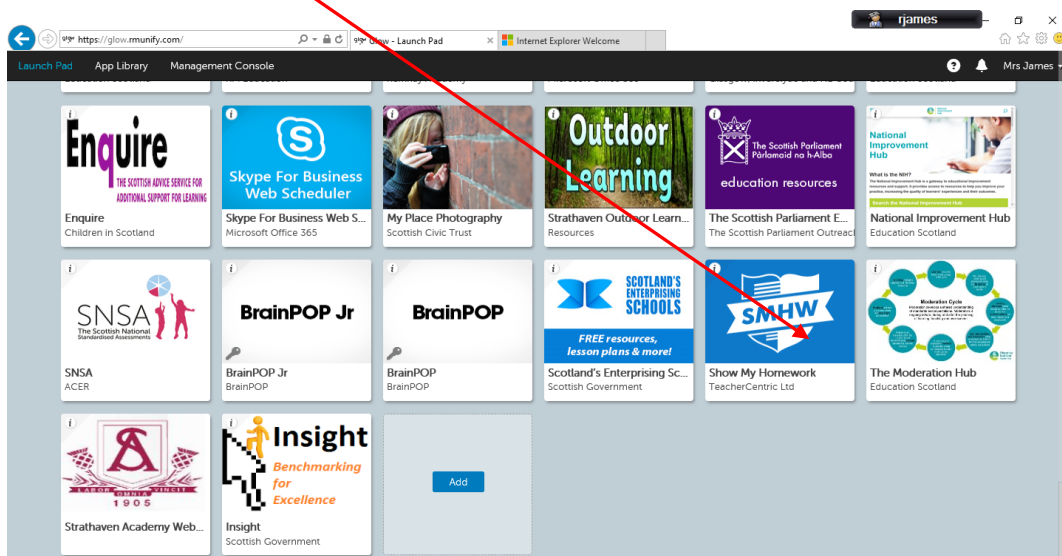 rjames
https://glow.rmunify.com/
Glow - Launch Pad
Internet Explorer Welcome
Launch Pad
App Library
Management Console
Mrs James
Enquire
THE SCOTTISH ADVICE SERVICE FOR
ADDITIONAL SUPPORT FOR LEARNING
Enquire
Children in Scotland
Skype For Business
Web Scheduler
Skype For Business Web S...
Microsoft Office 365
My Place Photography
Scottish Civic Trust
Outdoor
Learning
Strathaven Outdoor Learn...
Resources
The Scottish Parliament
Pàrlamaid na h-Alba
education resources
The Scottish Parliament E...
The Scottish Parliament Outreach
National
Improvement
Hub
What is the NIH?
Search the National Improvement Hub
National Improvement Hub
Education Scotland
SNSA
The Scottish National
Standardised Assessments
SNSA
ACER
BrainPOP Jr
BrainPOP Jr
BrainPOP
BrainPOP
BrainPOP
BrainPOP
SCOTLAND'S
ENTERPRISING
SCHOOLS
FREE resources,
lesson plans & more!
Scotland's Enterprising Sc...
Scottish Government
SMHW
Show My Homework
TeacherCentric Ltd
Moderation Cycle
The Moderation Hub
Education Scotland
SA
LABOR OMNIA VINCIT
1905
Strathaven Academy Web...
Insight
Benchmarking
for
Excellence
Insight
Scottish Government
Add